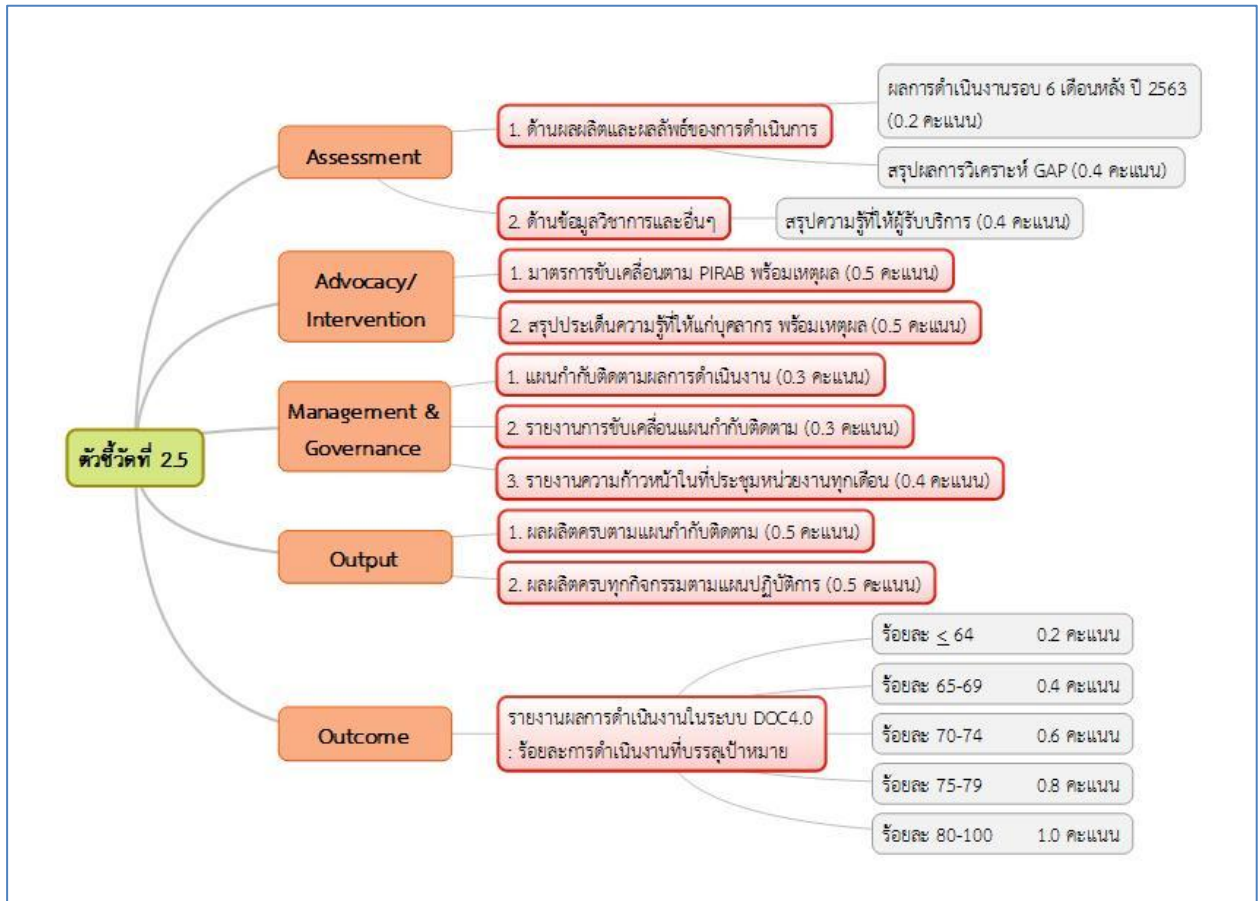 ตัวชี้วัดที่ 2.5
Assessment
1. ด้านผลผลิตและผลลัพธ์ของการดำเนินการ
ผลการดำเนินงานรอบ 6 เดือนหลัง ปี 2563
(0.2 คะแนน)
สรุปผลการวิเคราะห์ GAP (0.4 คะแนน)
2. ด้านข้อมูลวิชาการและอื่นๆ
สรุปความรู้ที่ให้ผู้รับบริการ (0.4 คะแนน)
Advocacy/
Intervention
1. มาตรการขับเคลื่อนตาม PIRAB พร้อมเหตุผล (0.5 คะแนน)
2. สรุปประเด็นความรู้ที่ให้แก่บุคลากร พร้อมเหตุผล (0.5 คะแนน)
Management &
Governance
1. แผนกำกับติดตามผลการดำเนินงาน (0.3 คะแนน)
2. รายงานการขับเคลื่อนแผนกำกับติดตาม (0.3 คะแนน)
3. รายงานความก้าวหน้าในที่ประชุมหน่วยงานทุกเดือน (0.4 คะแนน)
Output
1. ผลผลิตครบตามแผนกำกับติดตาม (0.5 คะแนน)
2. ผลผลิตครบทุกกิจกรรมตามแผนปฏิบัติการ (0.5 คะแนน)
Outcome
รายงานผลการดำเนินงานในระบบ DOC4.0
: ร้อยละการดำเนินงานที่บรรลุเป้าหมาย
ร้อยละ ≤ 64 0.2 คะแนน
ร้อยละ 65-69 0.4 คะแนน
ร้อยละ 70-74 0.6 คะแนน
ร้อยละ 75-79 0.8 คะแนน
ร้อยละ 80-100 1.0 คะแนน